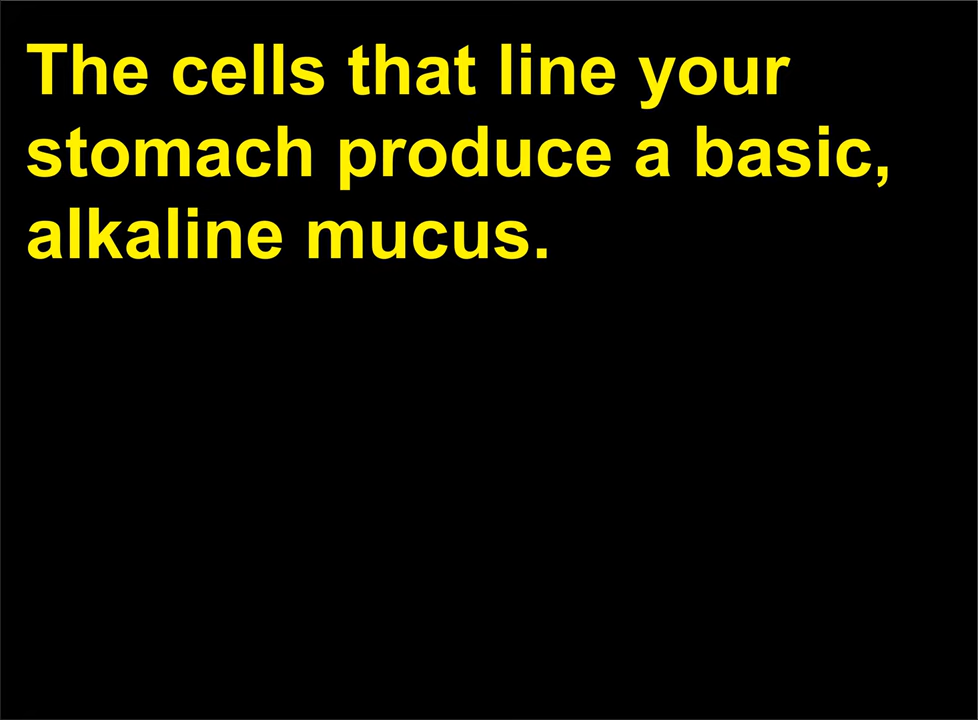 The cells that line your
stomach produce a basic,
alkaline mucus.